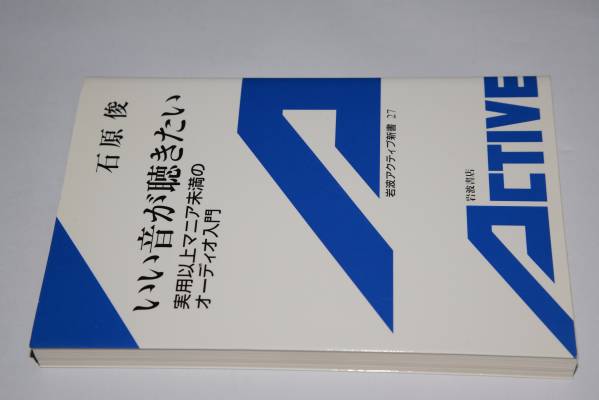 石原 俊
いい音が聴きたい
実用以上マニア未満の
オーディオ入門
岩波アクティブ新書 27
岩波書店
ACTIVE